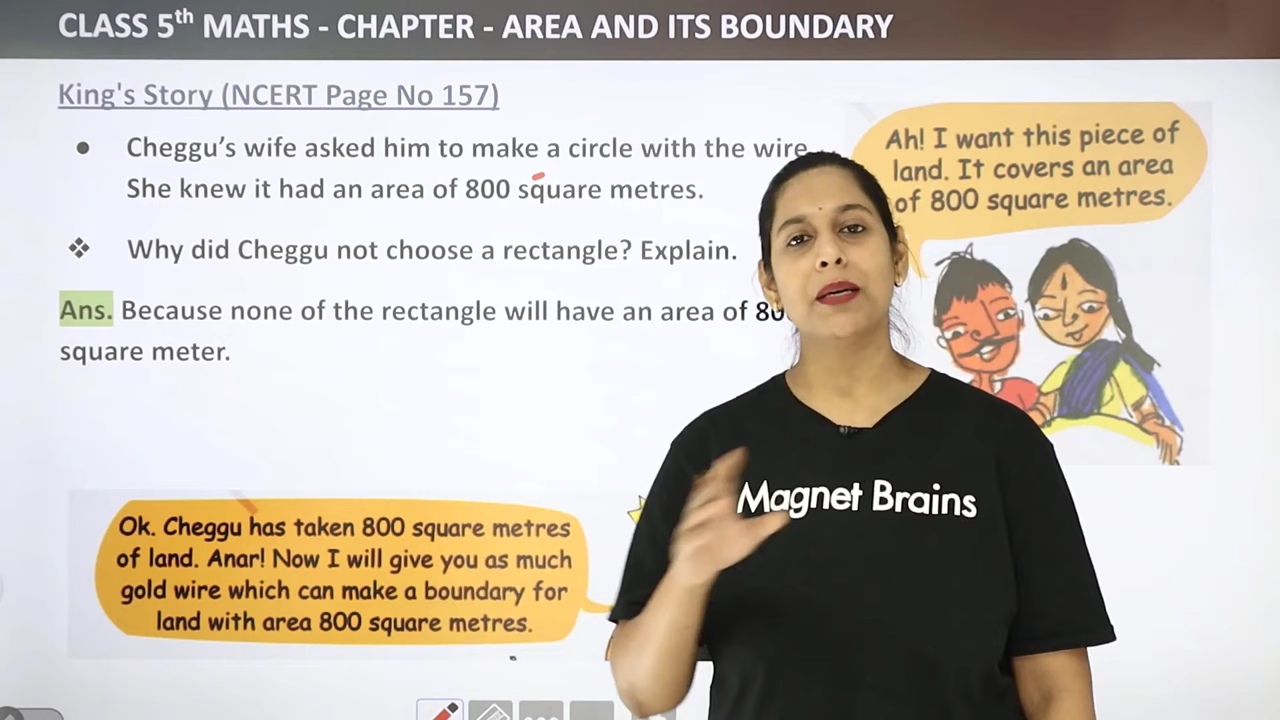 CLASS 5th MATHS - CHAPTER - AREA AND ITS BOUNDARY
King's Story (NCERT Page No 157)
● Cheggu's wife asked him to make a circle with the wire
She knew it had an area of 800 square metres.
❖ Why did Cheggu not choose a rectangle? Explain.
Ans. Because none of the rectangle will have an area of
square meter.
Ah! I want this piece of
land. It covers an area
of 800 square metres.
Ok. Cheggu has taken 800 square metres
of land. Anar! Now I will give you as much
gold wire which can make a boundary for
land with area 800 square metres.
Magnet Brains